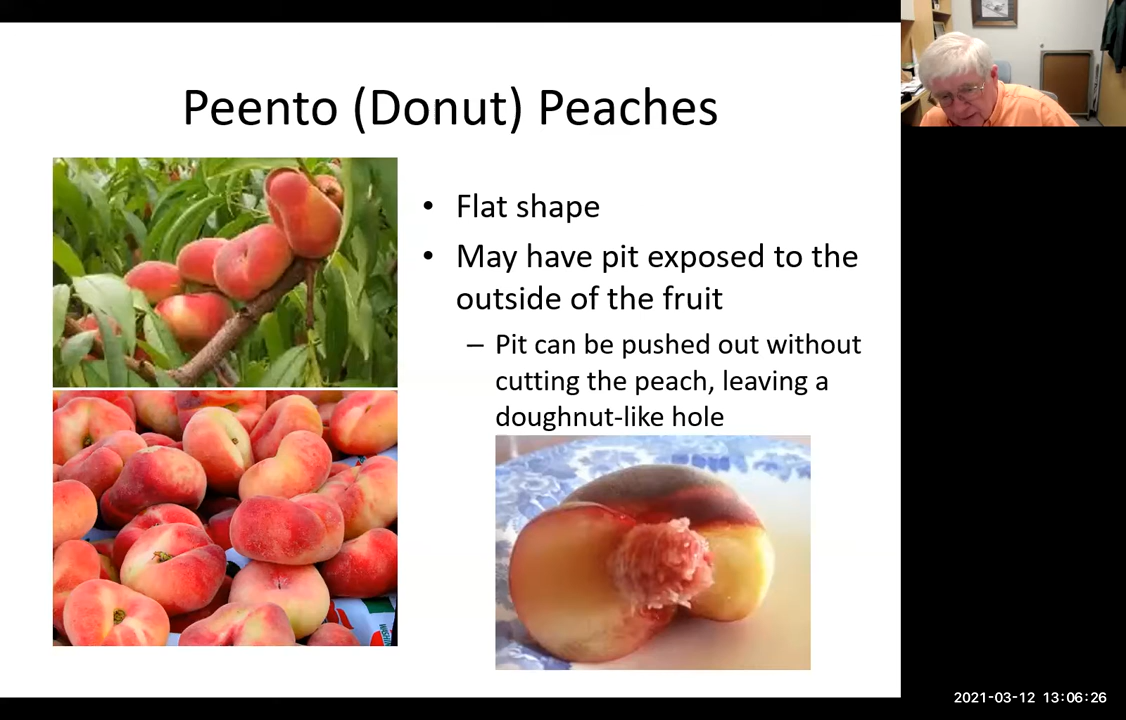 Peento (Donut) Peaches
• Flat shape
• May have pit exposed to the
outside of the fruit
– Pit can be pushed out without
cutting the peach, leaving a
doughnut-like hole
2021-03-12 13:06:26